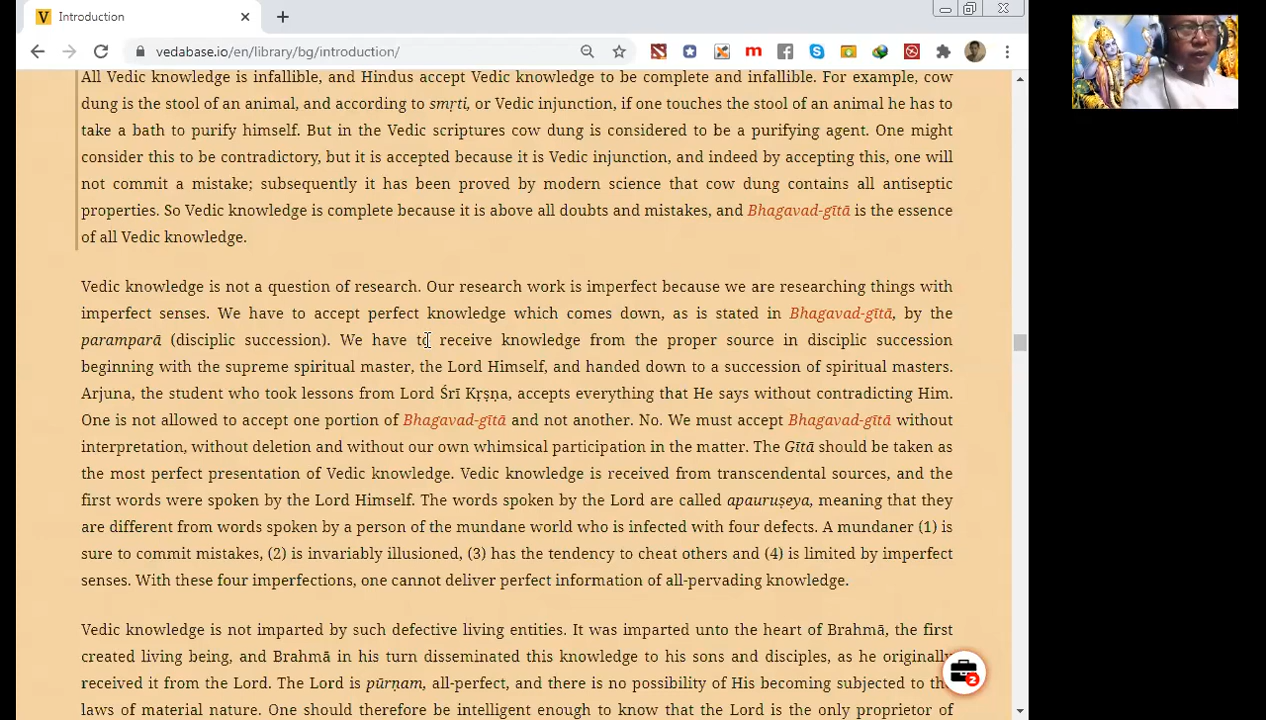 Introduction
vedabase.io/en/library/bg/introduction/
All Vedic knowledge is infallible, and Hindus accept Vedic knowledge to be complete and infallible. For example, cow
dung is the stool of an animal, and according to smṛti, or Vedic injunction, if one touches the stool of an animal he has to
take a bath to purify himself. But in the Vedic scriptures cow dung is considered to be a purifying agent. One might
consider this to be contradictory, but it is accepted because it is Vedic injunction, and indeed by accepting this, one will
not commit a mistake; subsequently it has been proved by modern science that cow dung contains all antiseptic
properties. So Vedic knowledge is complete because it is above all doubts and mistakes, and Bhagavad-gītā is the essence
of all Vedic knowledge.
Vedic knowledge is not a question of research. Our research work is imperfect because we are researching things with
imperfect senses. We have to accept perfect knowledge which comes down, as is stated in Bhagavad-gītā, by the
paramparā (disciplic succession). We have to receive knowledge from the proper source in disciplic succession
beginning with the supreme spiritual master, the Lord Himself, and handed down to a succession of spiritual masters.
Arjuna, the student who took lessons from Lord Śrī Kṛṣṇa, accepts everything that He says without contradicting Him.
One is not allowed to accept one portion of Bhagavad-gītā and not another. No. We must accept Bhagavad-gītā without
interpretation, without deletion and without our own whimsical participation in the matter. The Gītā should be taken as
the most perfect presentation of Vedic knowledge. Vedic knowledge is received from transcendental sources, and the
first words were spoken by the Lord Himself. The words spoken by the Lord are called apauruṣeya, meaning that they
are different from words spoken by a person of the mundane world who is infected with four defects. A mundaner (1) is
sure to commit mistakes, (2) is invariably illusioned, (3) has the tendency to cheat others and (4) is limited by imperfect
senses. With these four imperfections, one cannot deliver perfect information of all-pervading knowledge.
Vedic knowledge is not imparted by such defective living entities. It was imparted unto the heart of Brahmā, the first
created living being, and Brahmā in his turn disseminated this knowledge to his sons and disciples, as he originally
received it from the Lord. The Lord is pūrṇam, all-perfect, and there is no possibility of His becoming subjected to the
laws of material nature. One should therefore be intelligent enough to know that the Lord is the only proprietor of
2